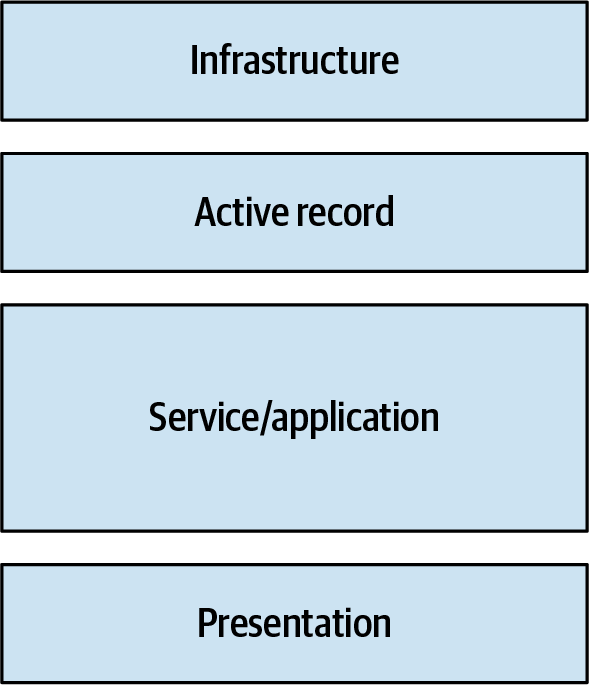 Infrastructure
Active record
Service/application
Presentation